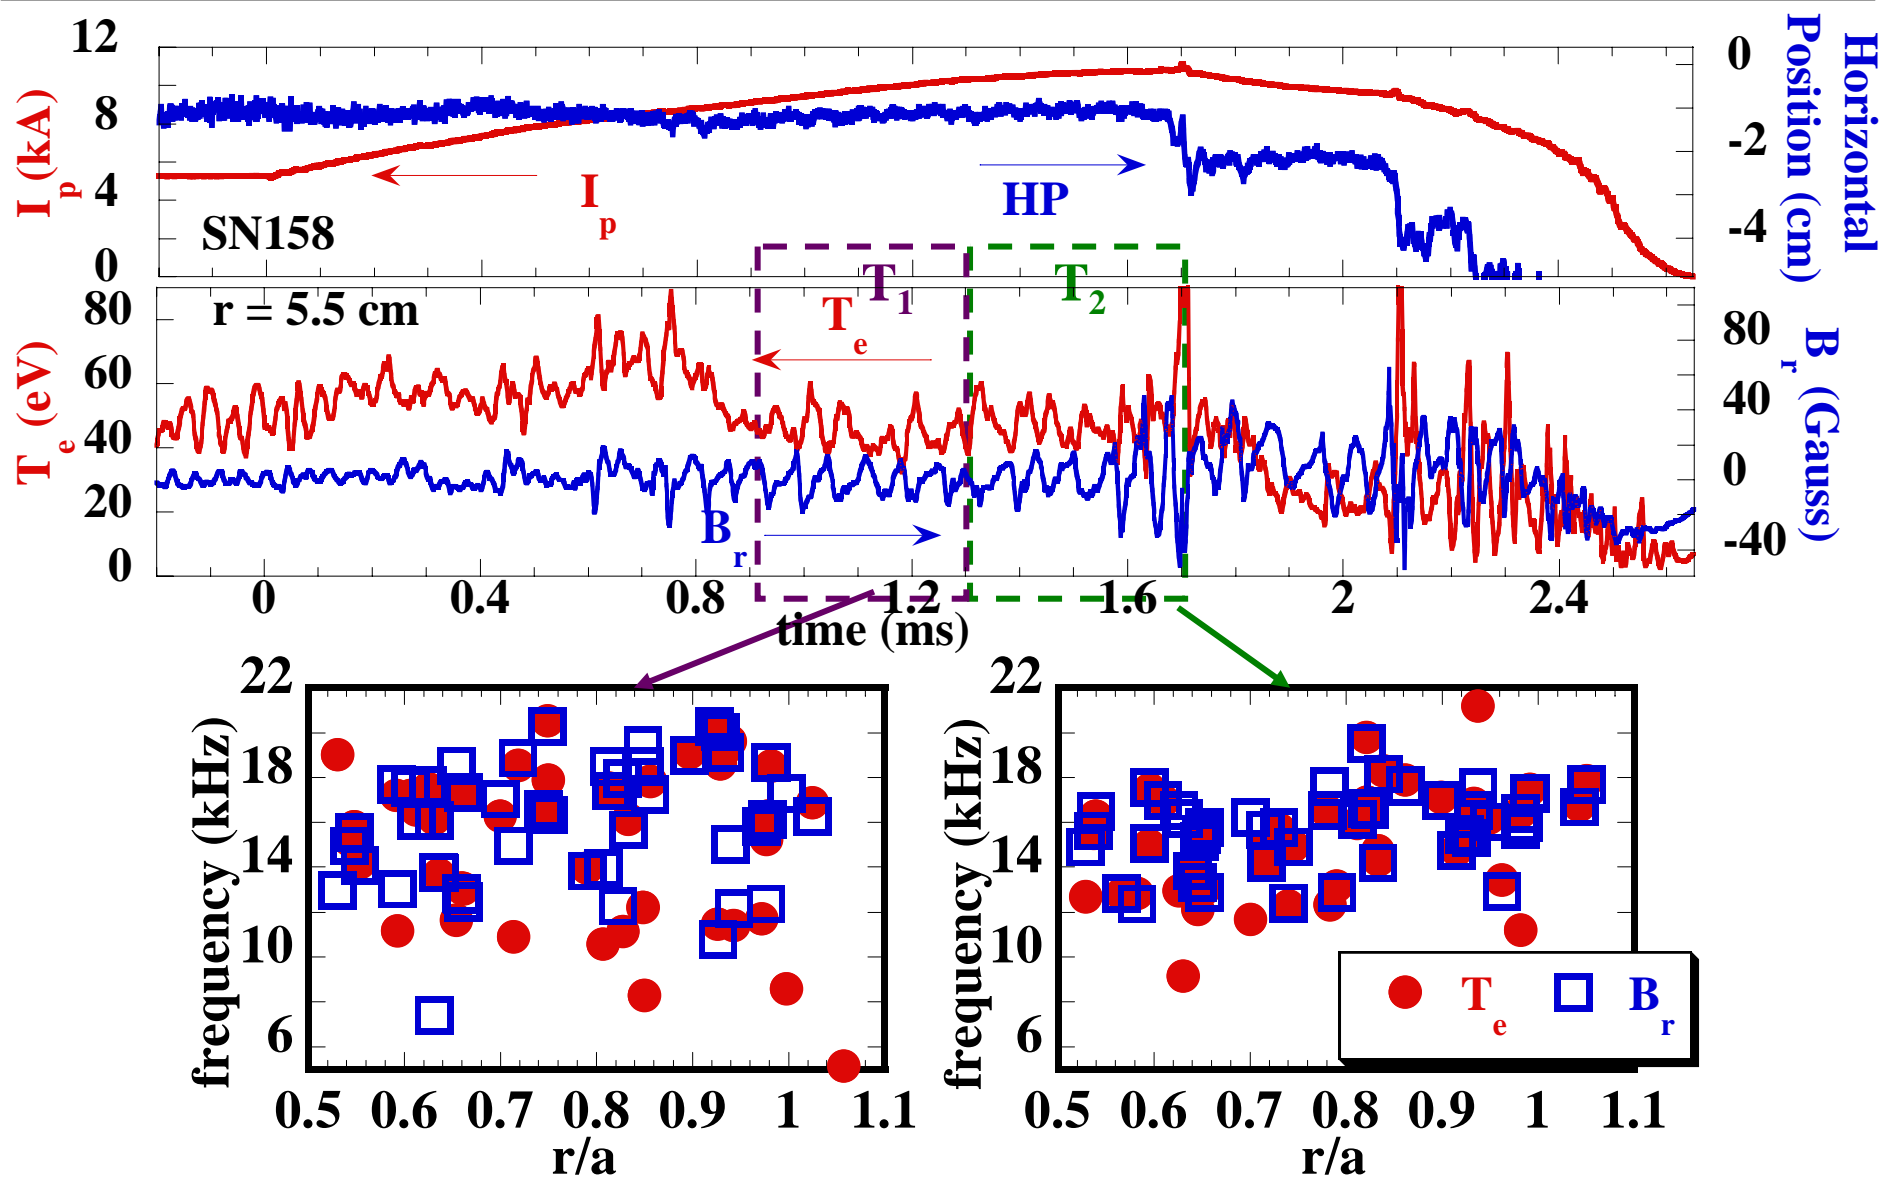 12
8
4
0
I_p (kA)
0
-2
-4
Horizontal
Position (cm)
I_p
HP
SN158
T_1
T_2
r = 5.5 cm
80
60
40
20
0
T_e (eV)
80
40
0
-40
B_r (Gauss)
T_e
B_r
0 0.4 0.8 1.2 1.6 2 2.4
time (ms)
22
18
14
10
6
frequency (kHz)
0.5 0.6 0.7 0.8 0.9 1 1.1
r/a
22
18
14
10
6
frequency (kHz)
T_e B_r
0.5 0.6 0.7 0.8 0.9 1 1.1
r/a